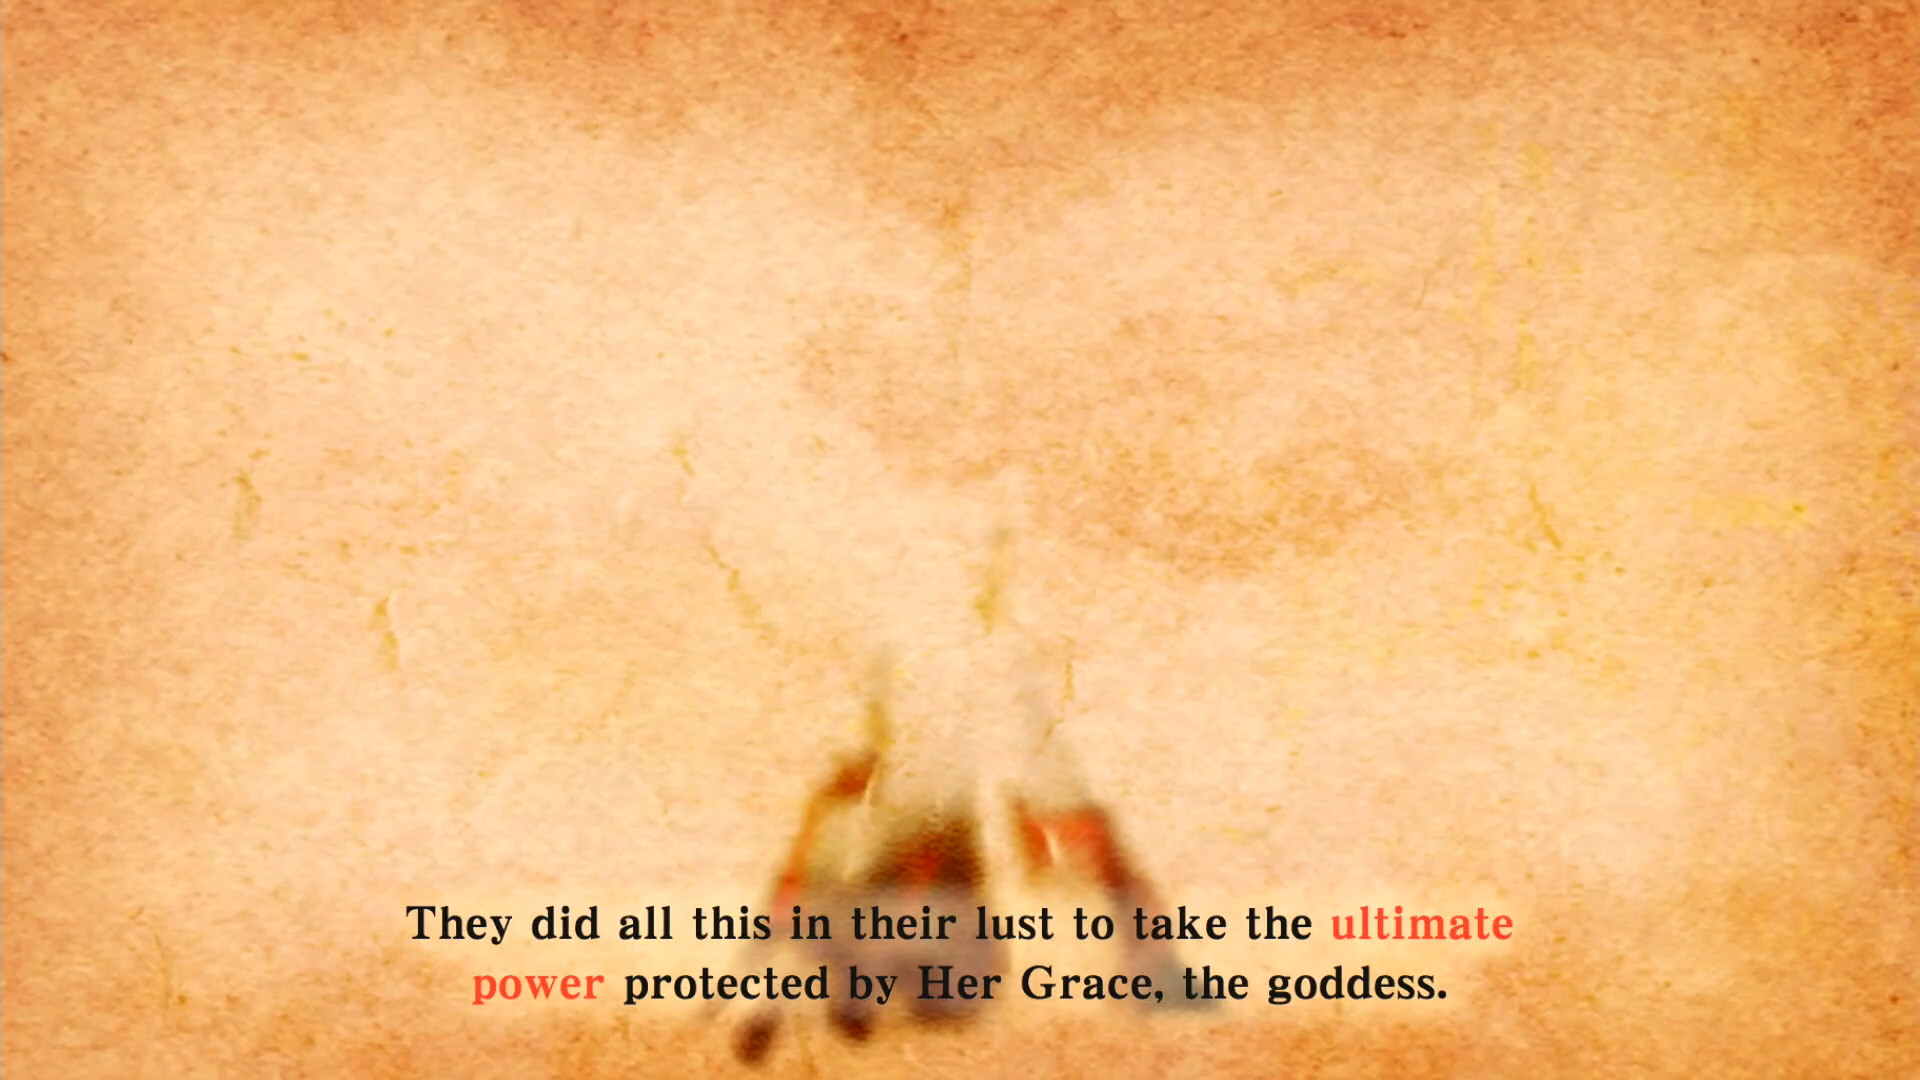 They did all this in their lust to take the ultimate
power protected by Her Grace, the goddess.